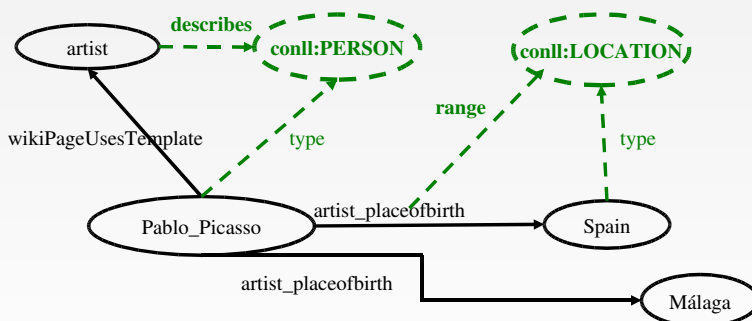 describes
artist
conll:PERSON
conll:LOCATION
range
wikiPageUsesTemplate
type
type
artist_placeofbirth
Pablo_Picasso
Spain
artist_placeofbirth
Málaga